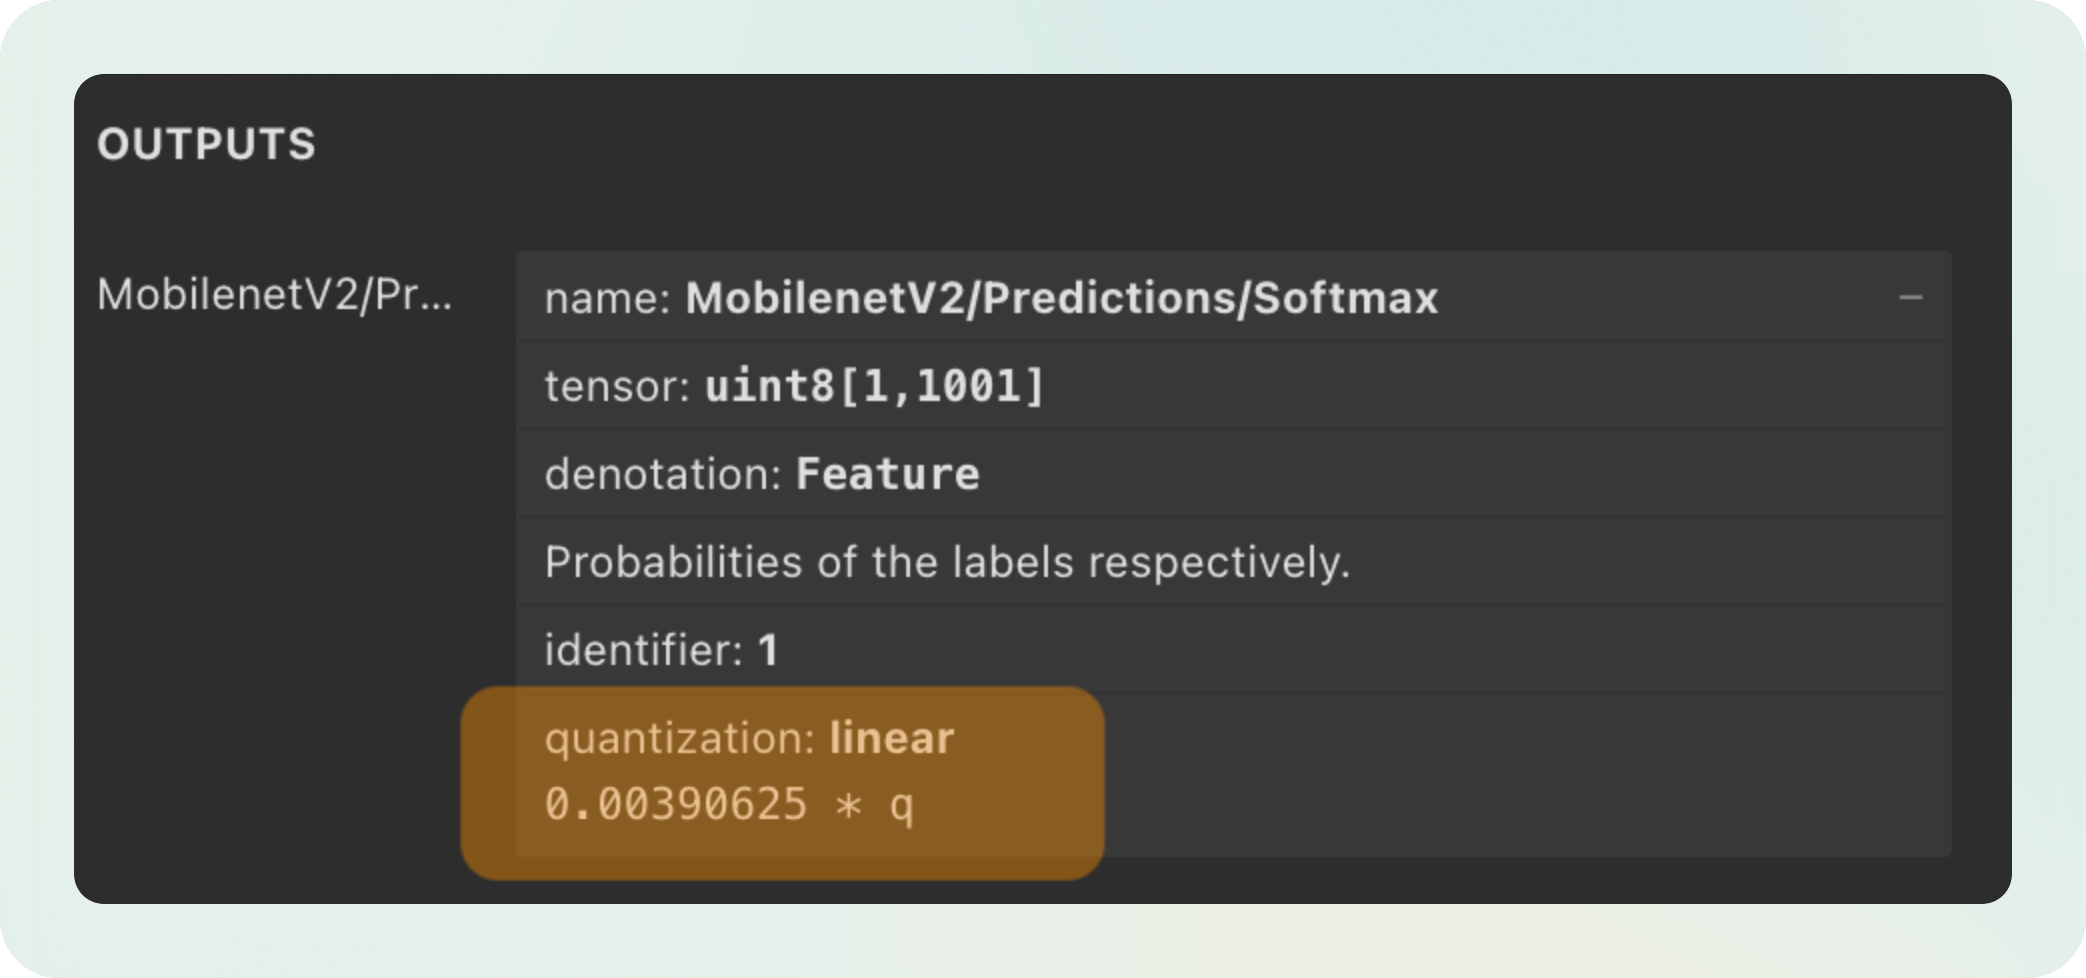 OUTPUTS
MobilenetV2/Pr...
name: MobilenetV2/Predictions/Softmax
tensor: uint8[1,1001]
denotation: Feature
Probabilities of the labels respectively.
identifier: 1
quantization: linear
0.00390625 * q